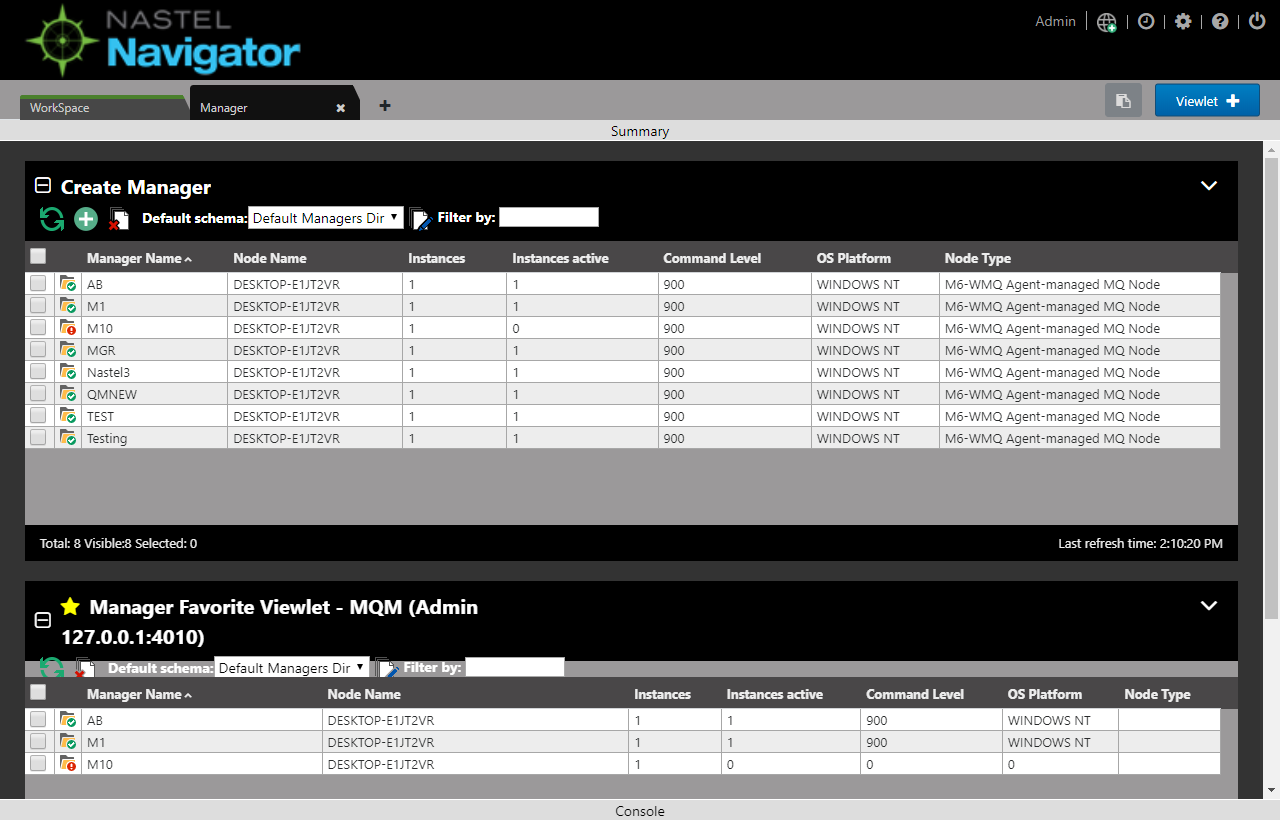 NASTEL
Navigator
Admin
WorkSpace
Manager
Viewlet
Summary
Create Manager
Default schema: Default Managers Dir Filter by:
Manager Name Node Name Instances Instances active Command Level OS Platform Node Type
AB DESKTOP-E1JT2VR 1 1 900 WINDOWS NT M6-WMQ Agent-managed MQ Node
M1 DESKTOP-E1JT2VR 1 1 900 WINDOWS NT M6-WMQ Agent-managed MQ Node
M10 DESKTOP-E1JT2VR 1 0 900 WINDOWS NT M6-WMQ Agent-managed MQ Node
MGR DESKTOP-E1JT2VR 1 1 900 WINDOWS NT M6-WMQ Agent-managed MQ Node
Nastel3 DESKTOP-E1JT2VR 1 1 900 WINDOWS NT M6-WMQ Agent-managed MQ Node
QMNEW DESKTOP-E1JT2VR 1 1 900 WINDOWS NT M6-WMQ Agent-managed MQ Node
TEST DESKTOP-E1JT2VR 1 1 900 WINDOWS NT M6-WMQ Agent-managed MQ Node
Testing DESKTOP-E1JT2VR 1 1 900 WINDOWS NT M6-WMQ Agent-managed MQ Node
Total: 8 Visible:8 Selected: 0 Last refresh time: 2:10:20 PM
Manager Favorite Viewlet - MQM (Admin
127.0.0.1:4010)
Default schema: Default Managers Dir Filter by:
Manager Name Node Name Instances Instances active Command Level OS Platform Node Type
AB DESKTOP-E1JT2VR 1 1 900 WINDOWS NT
M1 DESKTOP-E1JT2VR 1 1 900 WINDOWS NT
M10 DESKTOP-E1JT2VR 1 0 0 0
Console